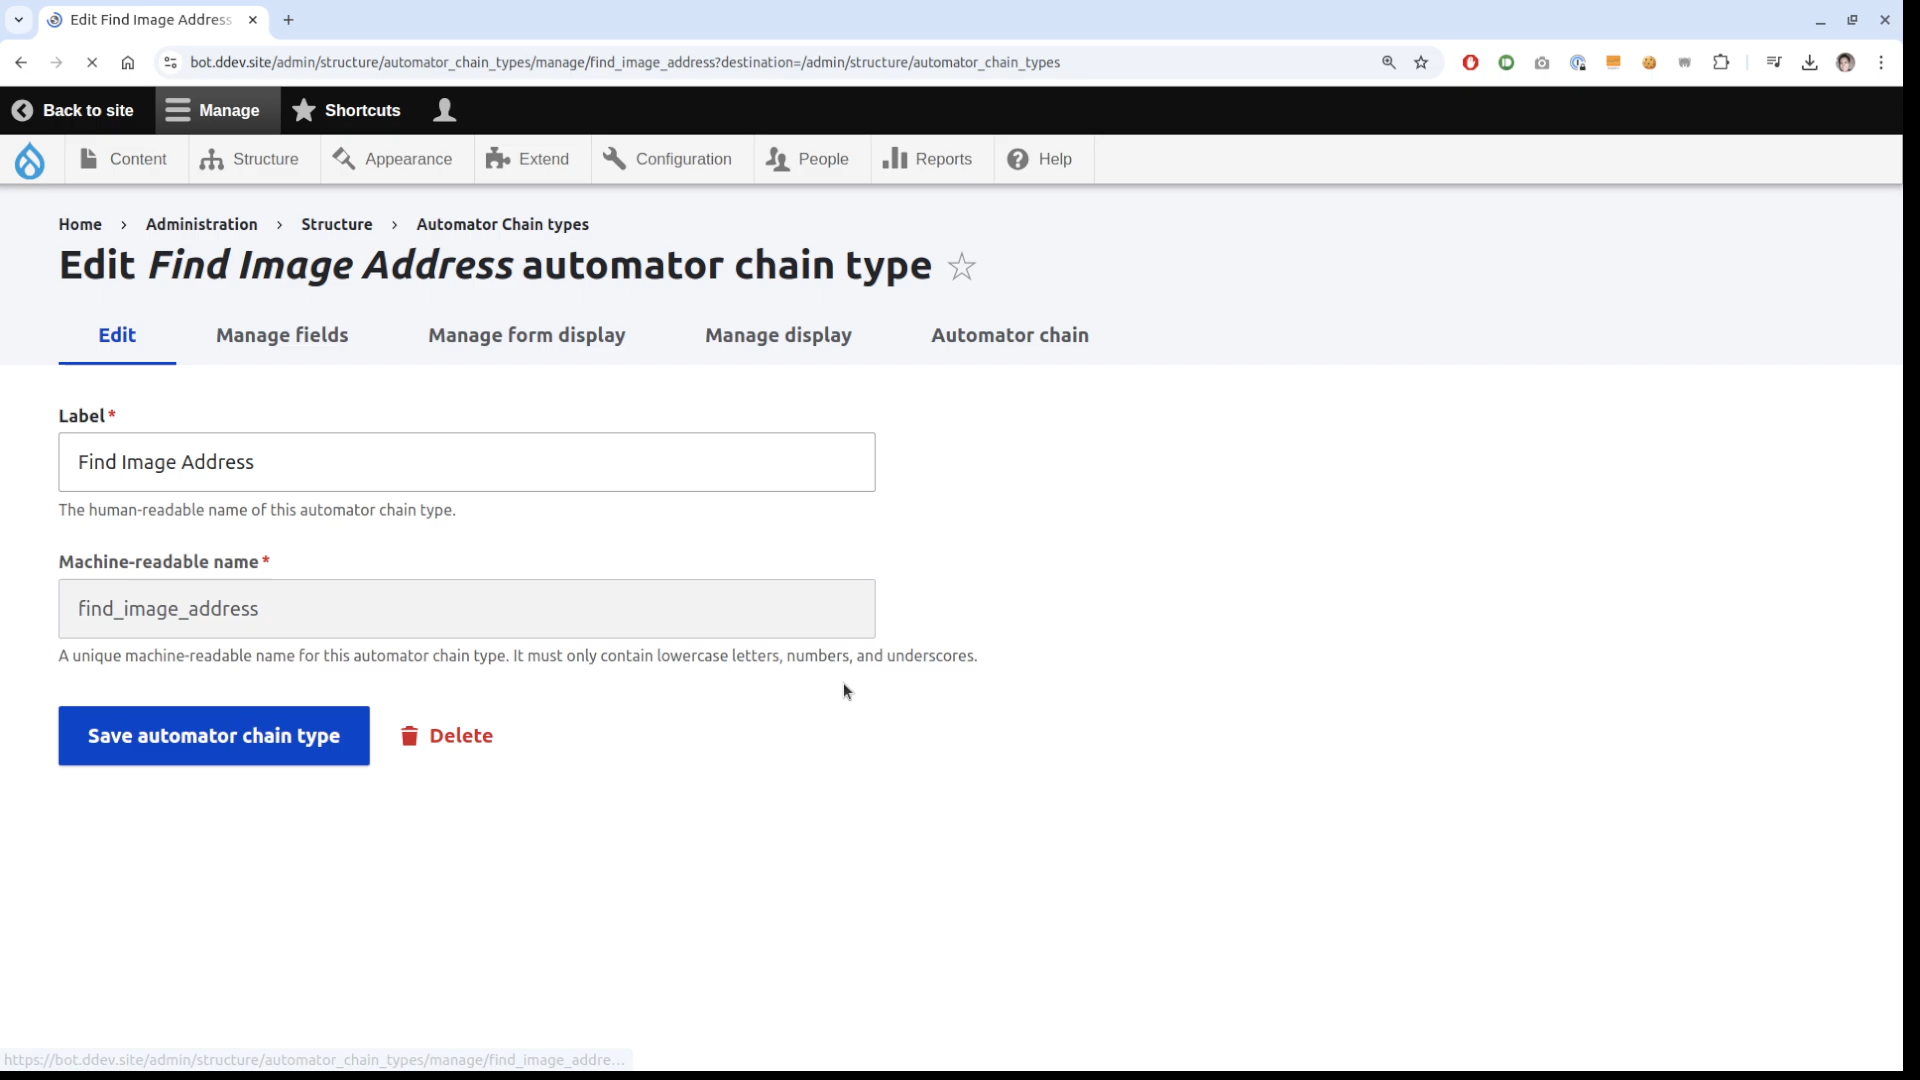 Edit Find Image Address
bot.ddev.site/admin/structure/automator_chain_types/manage/find_image_address?destination=/admin/structure/automator_chain_types
Back to site Manage Shortcuts
Content Structure Appearance Extend Configuration People Reports Help
Home › Administration › Structure › Automator Chain types
Edit Find Image Address automator chain type
Edit Manage fields Manage form display Manage display Automator chain
Label*
Find Image Address
The human-readable name of this automator chain type.
Machine-readable name*
find_image_address
A unique machine-readable name for this automator chain type. It must only contain lowercase letters, numbers, and underscores.
Save automator chain type Delete
https://bot.ddev.site/admin/structure/automator_chain_types/manage/find_image_addre...